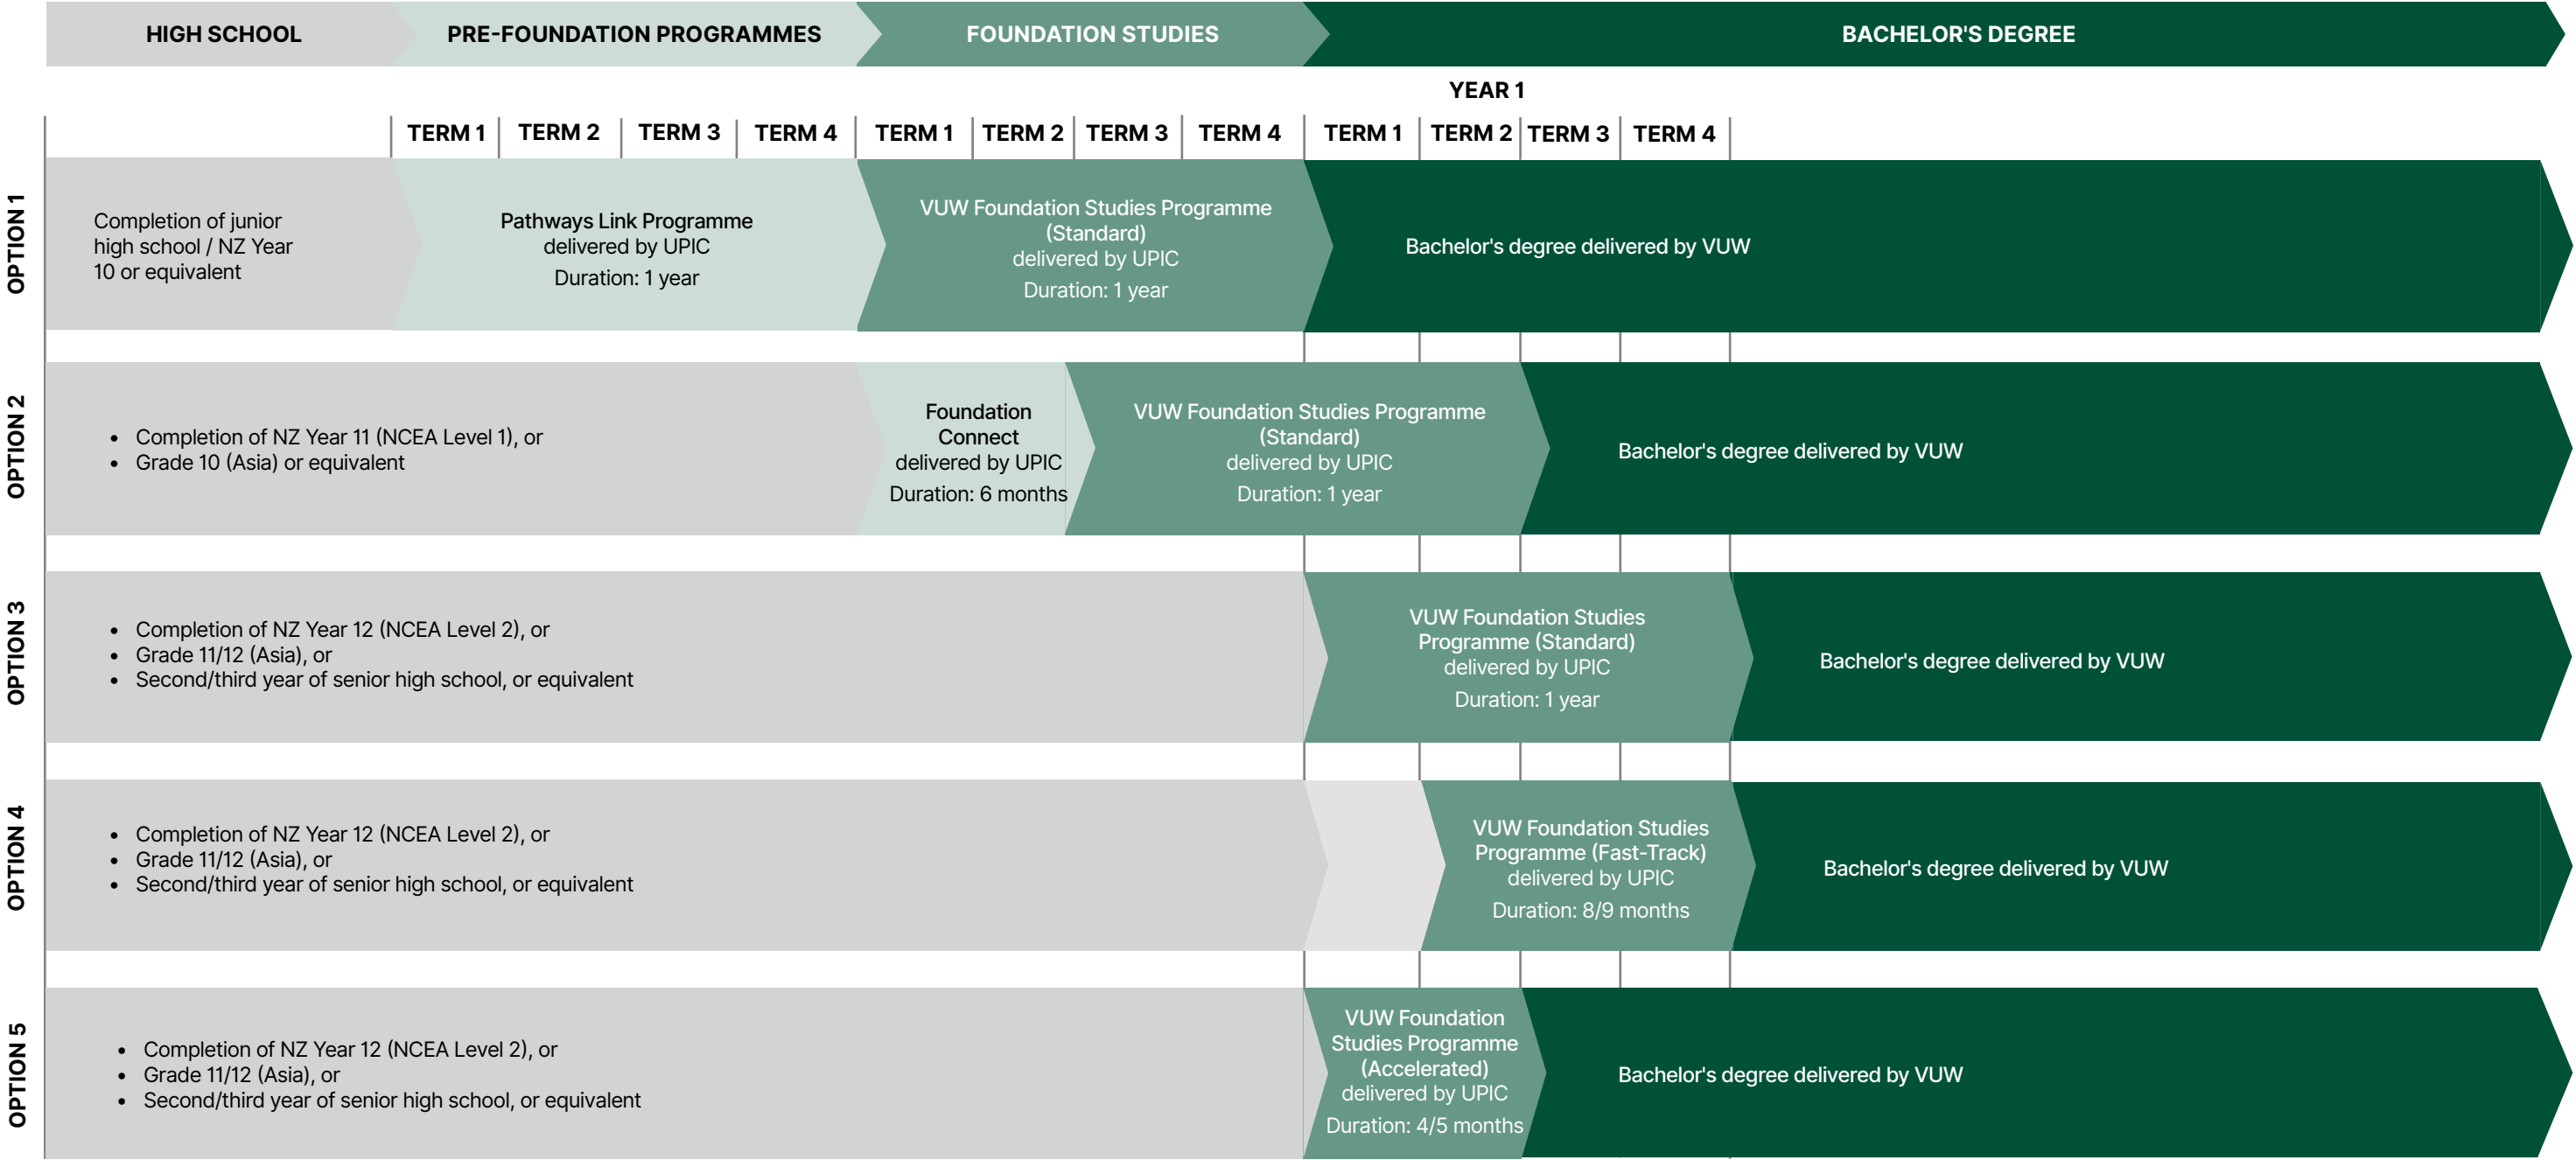 HIGH SCHOOL
PRE-FOUNDATION PROGRAMMES
FOUNDATION STUDIES
BACHELOR'S DEGREE
YEAR 1
TERM 1
TERM 2
TERM 3
TERM 4
TERM 1
TERM 2
TERM 3
TERM 4
TERM 1
TERM 2
TERM 3
TERM 4
OPTION 1
Completion of junior
high school / NZ Year
10 or equivalent
Pathways Link Programme
delivered by UPIC
Duration: 1 year
VUW Foundation Studies Programme
(Standard)
delivered by UPIC
Duration: 1 year
Bachelor's degree delivered by VUW
OPTION 2
• Completion of NZ Year 11 (NCEA Level 1), or
• Grade 10 (Asia) or equivalent
Foundation
Connect
delivered by UPIC
Duration: 6 months
VUW Foundation Studies Programme
(Standard)
delivered by UPIC
Duration: 1 year
Bachelor's degree delivered by VUW
OPTION 3
• Completion of NZ Year 12 (NCEA Level 2), or
• Grade 11/12 (Asia), or
• Second/third year of senior high school, or equivalent
VUW Foundation Studies
Programme (Standard)
delivered by UPIC
Duration: 1 year
Bachelor's degree delivered by VUW
OPTION 4
• Completion of NZ Year 12 (NCEA Level 2), or
• Grade 11/12 (Asia), or
• Second/third year of senior high school, or equivalent
VUW Foundation Studies
Programme (Fast-Track)
delivered by UPIC
Duration: 8/9 months
Bachelor's degree delivered by VUW
OPTION 5
• Completion of NZ Year 12 (NCEA Level 2), or
• Grade 11/12 (Asia), or
• Second/third year of senior high school, or equivalent
VUW Foundation
Studies Programme
(Accelerated)
delivered by UPIC
Duration: 4/5 months
Bachelor's degree delivered by VUW